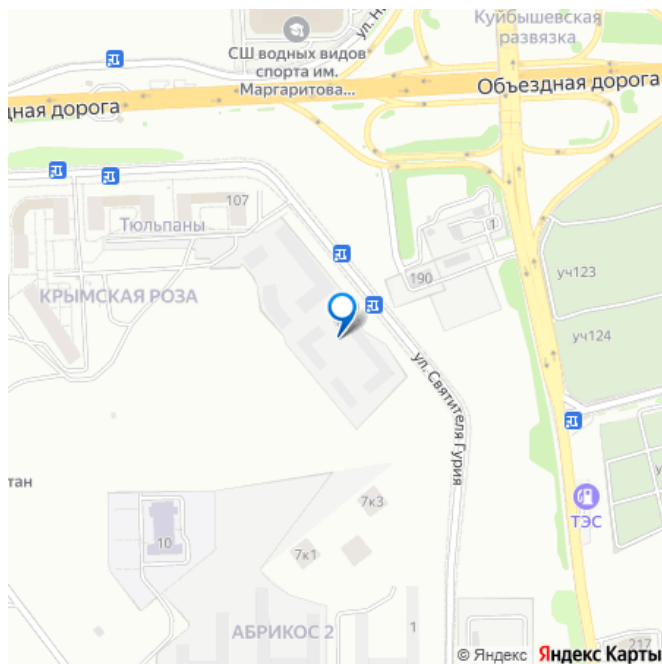 Куйбышевская
развязка
ул. Н
СШ водных видов
спорта им.
Маргаритова...
Объездная дорога
дная дорога
107
Тюльпаны
1
190
уч123
КРЫМСКАЯ РОЗА
уч124
ул. Святителя Гурия
тан
7к3
ТЭС
10
7к1
АБРИКОС 2
1
217
© Яндекс Яндекс Карты